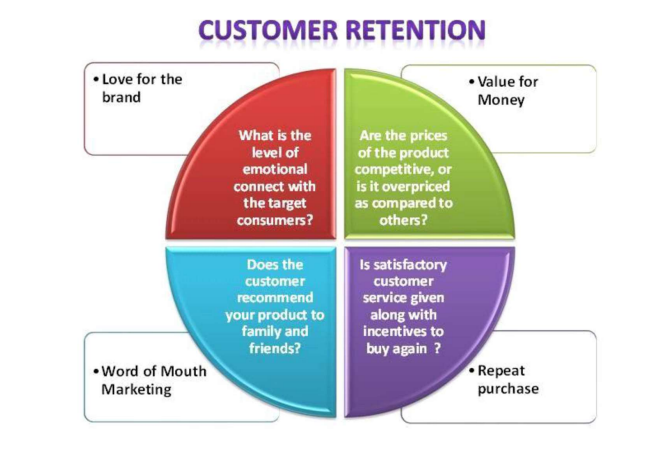 CUSTOMER RETENTION
• Love for the
brand
• Value for
Money
What is the
level of
emotional
connect with
the target
consumers?
Are the prices
of the product
competitive, or
is it overpriced
as compared to
others?
Does the
customer
recommend
your product to
family and
friends?
Is satisfactory
customer
service given
along with
incentives to
buy again ?
• Word of Mouth
Marketing
• Repeat
purchase